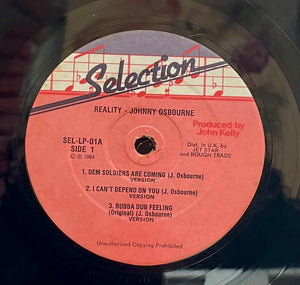 Selection
REALITY - JOHNNY OSBOURNE
Produced by
John Kelly
SEL-LP-01A
SIDE 1
© ℗ 1984
Dist. in U.K. by
JET STAR
and ROUGH TRADE
1. DEM SOLDIERS ARE COMING (J. Osbourne)
VERSION
2. I CAN'T DEPEND ON YOU (J. Osbourne)
VERSION
3. RUBBA DUB FEELING
(Original) (J. Osbourne)
VERSION
Unauthorized Copying Prohibited